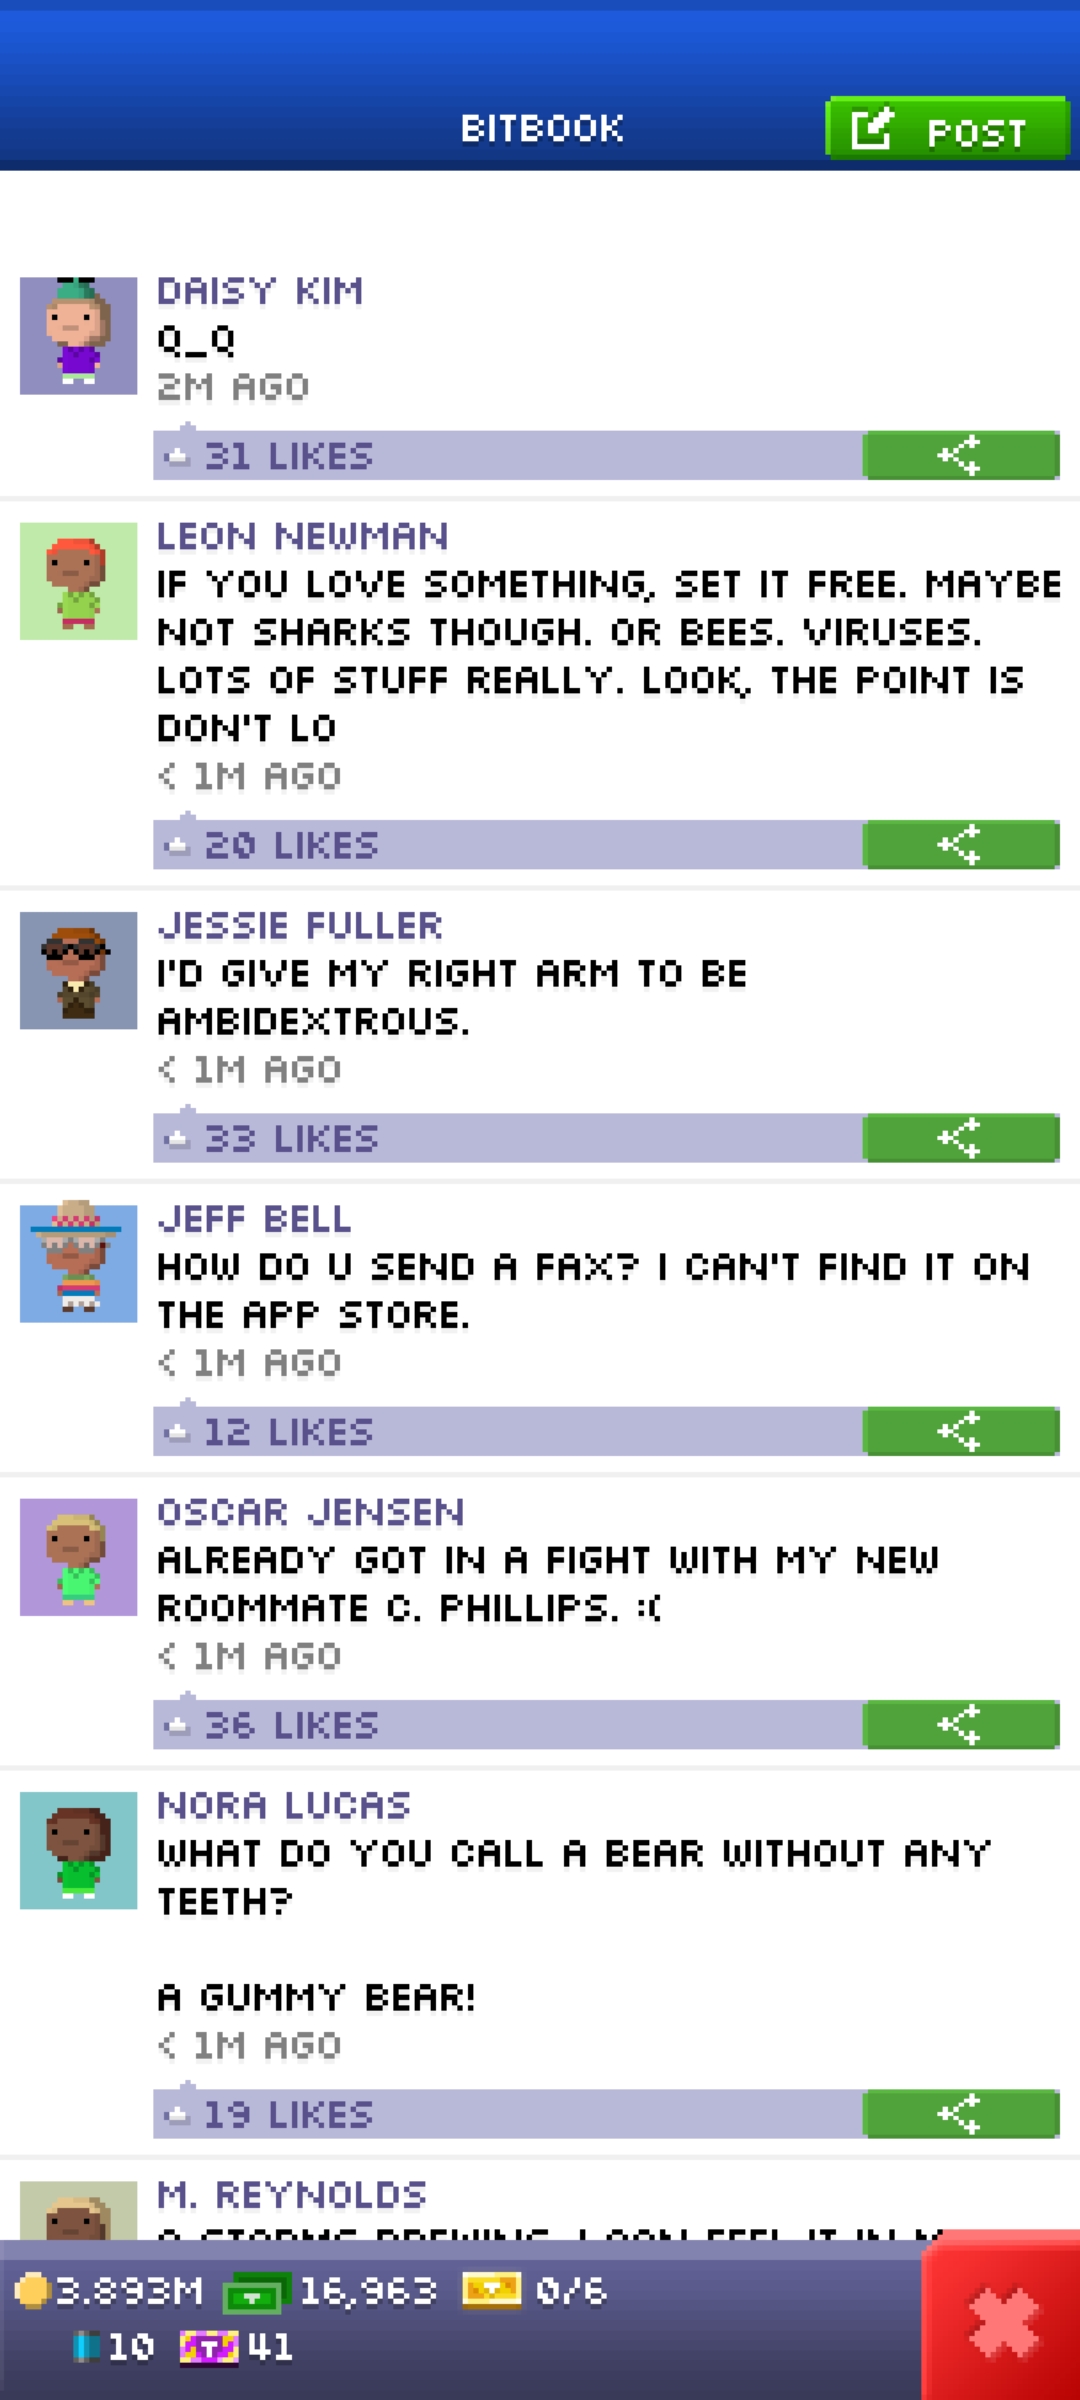 BITBOOK
POST
DAISY KIM
Q_Q
2M AGO
31 LIKES
LEON NEWMAN
IF YOU LOVE SOMETHING, SET IT FREE. MAYBE
NOT SHARKS THOUGH. OR BEES. VIRUSES.
LOTS OF STUFF REALLY. LOOK, THE POINT IS
DON'T LO
< 1M AGO
20 LIKES
JESSIE FULLER
I'D GIVE MY RIGHT ARM TO BE
AMBIDEXTROUS.
< 1M AGO
33 LIKES
JEFF BELL
HOW DO U SEND A FAX? I CAN'T FIND IT ON
THE APP STORE.
< 1M AGO
12 LIKES
OSCAR JENSEN
ALREADY GOT IN A FIGHT WITH MY NEW
ROOMMATE C. PHILLIPS. :(
< 1M AGO
36 LIKES
NORA LUCAS
WHAT DO YOU CALL A BEAR WITHOUT ANY
TEETH?
A GUMMY BEAR!
< 1M AGO
19 LIKES
M. REYNOLDS
3.893M 16,963 0/6
10 T 41